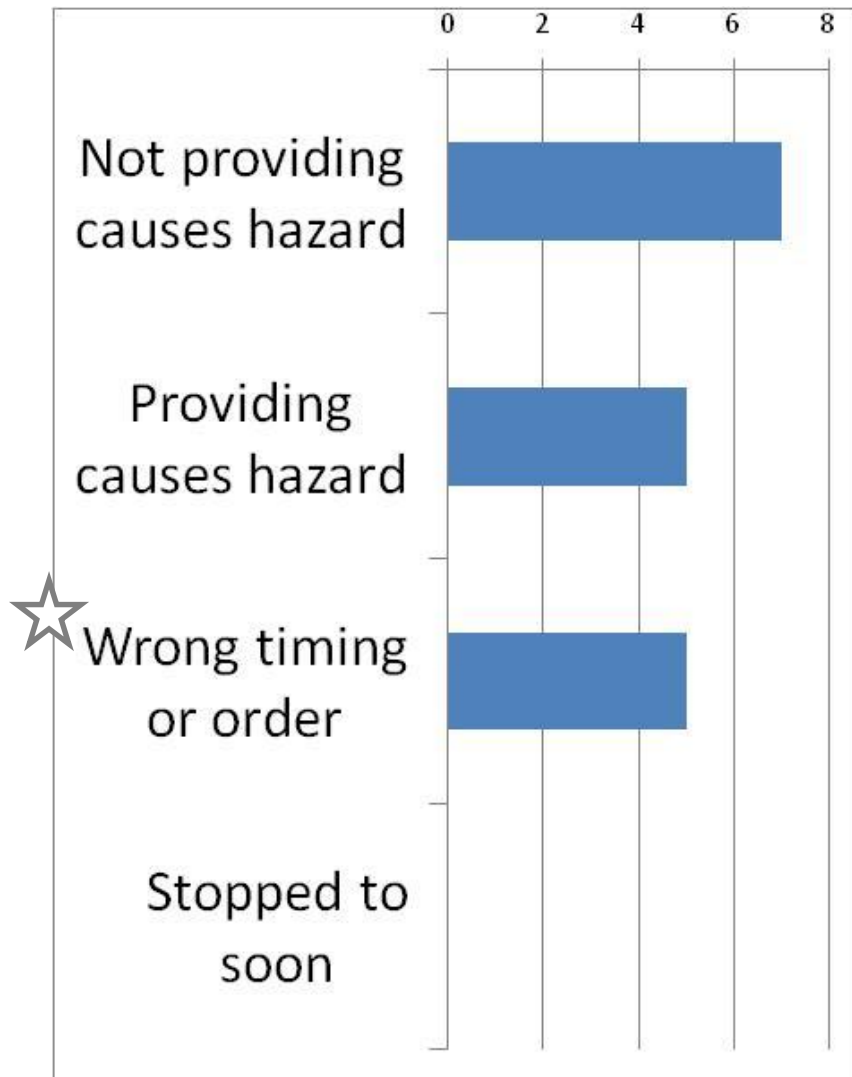 0 2 4 6 8
Not providing
causes hazard
Providing
causes hazard
Wrong timing
or order
Stopped to
soon